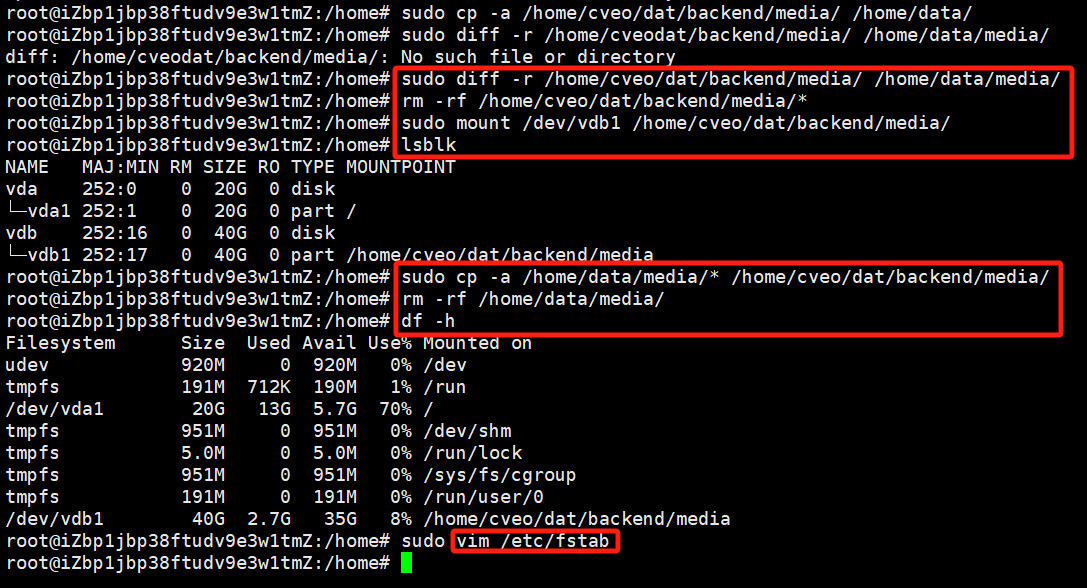 root@iZbp1jbp38ftudv9e3w1tmZ:/home# sudo cp -a /home/cveo/dat/backend/media/ /home/data/
root@iZbp1jbp38ftudv9e3w1tmZ:/home# sudo diff -r /home/cveodat/backend/media/ /home/data/media/
diff: /home/cveodat/backend/media/: No such file or directory
root@iZbp1jbp38ftudv9e3w1tmZ:/home# sudo diff -r /home/cveo/dat/backend/media/ /home/data/media/
root@iZbp1jbp38ftudv9e3w1tmZ:/home# rm -rf /home/cveo/dat/backend/media/*
root@iZbp1jbp38ftudv9e3w1tmZ:/home# sudo mount /dev/vdb1 /home/cveo/dat/backend/media/
root@iZbp1jbp38ftudv9e3w1tmZ:/home# lsblk
NAME   MAJ:MIN RM SIZE RO TYPE MOUNTPOINT
vda    252:0    0  20G  0 disk
└─vda1 252:1    0  20G  0 part /
vdb    252:16   0  40G  0 disk
└─vdb1 252:17   0  40G  0 part /home/cveo/dat/backend/media
root@iZbp1jbp38ftudv9e3w1tmZ:/home# sudo cp -a /home/data/media/* /home/cveo/dat/backend/media/
root@iZbp1jbp38ftudv9e3w1tmZ:/home# rm -rf /home/data/media/
root@iZbp1jbp38ftudv9e3w1tmZ:/home# df -h
Filesystem      Size  Used Avail Use% Mounted on
udev            920M     0  920M   0% /dev
tmpfs           191M  712K  190M   1% /run
/dev/vda1        20G   13G  5.7G  70% /
tmpfs           951M     0  951M   0% /dev/shm
tmpfs           5.0M     0  5.0M   0% /run/lock
tmpfs           951M     0  951M   0% /sys/fs/cgroup
tmpfs           191M     0  191M   0% /run/user/0
/dev/vdb1        40G  2.7G   35G   8% /home/cveo/dat/backend/media
root@iZbp1jbp38ftudv9e3w1tmZ:/home# sudo vim /etc/fstab
root@iZbp1jbp38ftudv9e3w1tmZ:/home#